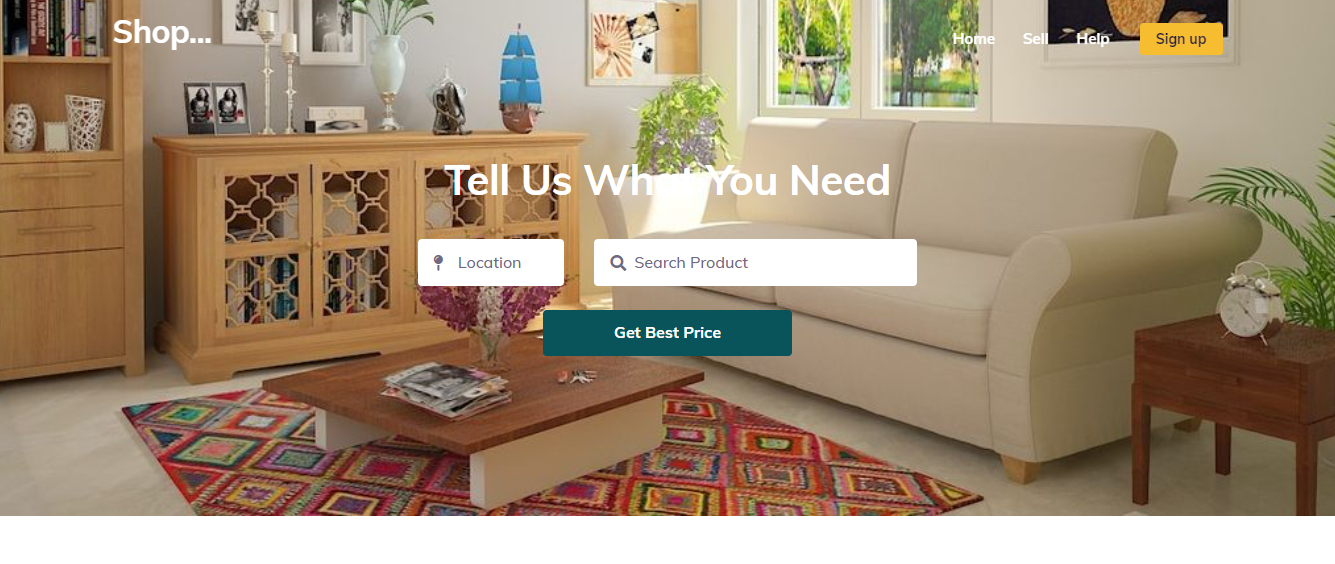 Shop...
Home Sell Help Sign up
Tell Us What You Need
Location Search Product
Get Best Price